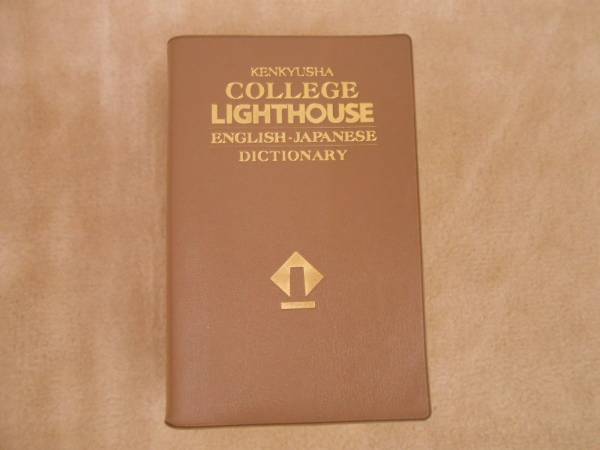 KENKYUSHA
COLLEGE
LIGHTHOUSE
ENGLISH-JAPANESE
DICTIONARY